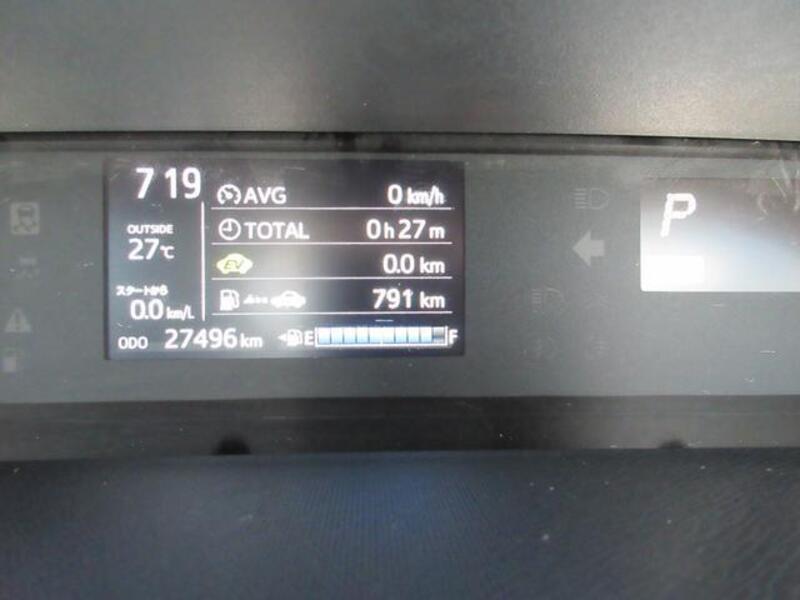 7 19
AVG 0 km/h
TOTAL 0h 27m
OUTSIDE
27℃
EV 0.0 km
スタートから
0.0 km/L
791 km
ODO 27496 km
E F
P